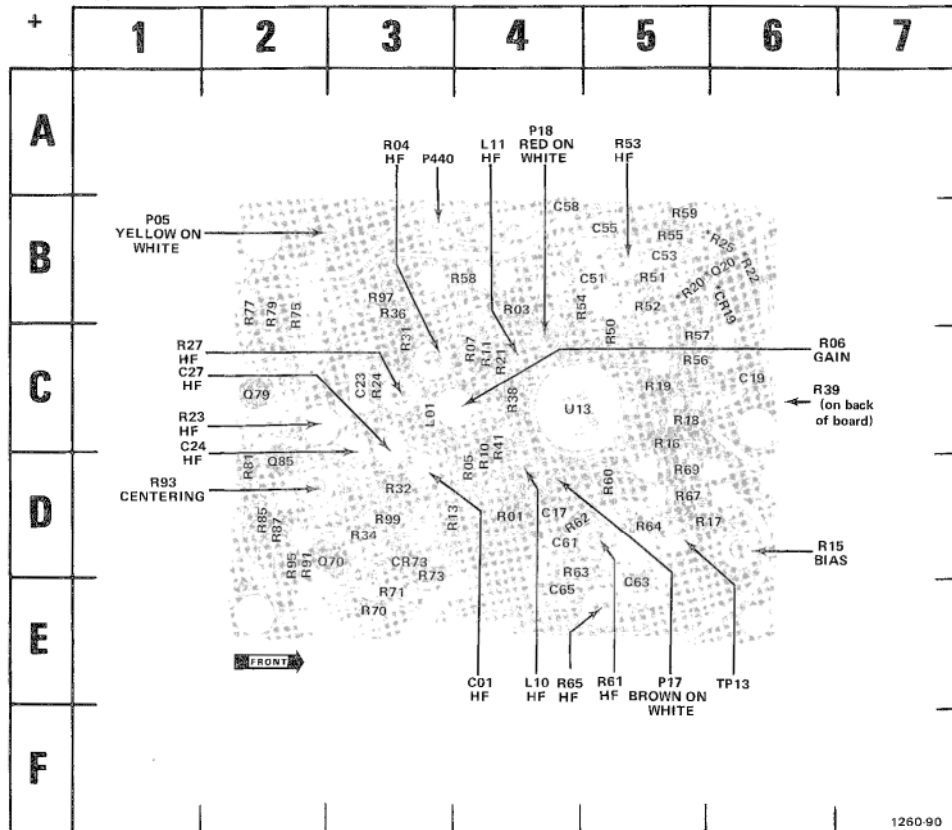 + 1 2 3 4 5 6 7
A
B
C
D
E
F
R04
HF
P440
L11
HF
P18
RED ON
WHITE
R53
HF
P05
YELLOW ON
WHITE
C58
C55
R59
R55
C53
*R25
Q20
R22
R58
C51
R51
*R20
*CR19
R77
R79
R75
R97
R36
R03
R54
R52
R31
R07
R11
R21
R50
R57
R56
R27
HF
C27
HF
R23
HF
C24
HF
R93
CENTERING
R06
GAIN
R39
(on back
of board)
R15
BIAS
Q79
C23
R24
L01
R38
U13
R19
C19
R18
R16
R81
Q85
R05
R10
R41
R60
R69
R32
R67
R85
R87
R99
R34
R13
R01
C17
R62
R64
R17
C61
R95
R91
Q70
CR73
R73
R63
C65
C63
R71
R70
FRONT
C01
HF
L10
HF
R65
HF
R61
HF
P17
BROWN ON
WHITE
TP13
1260-90